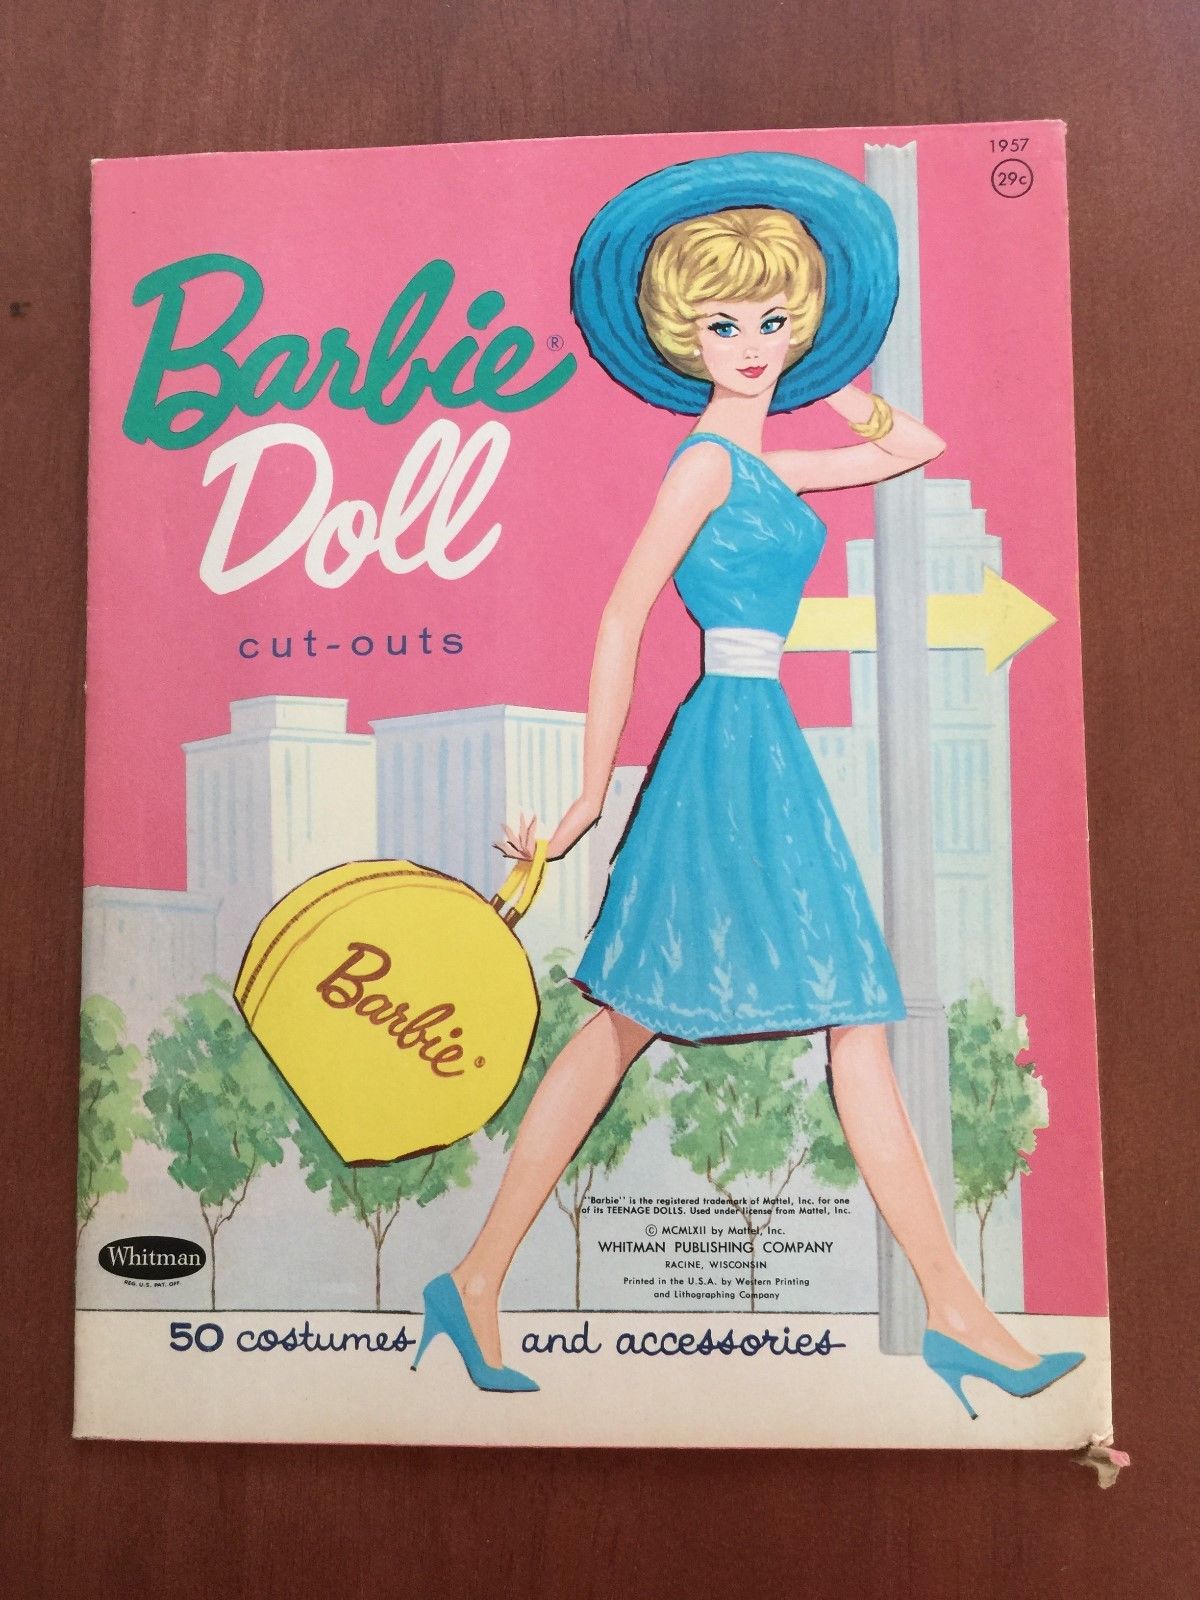 1957
29c
Barbie®
Doll
cut-outs
Barbie®
"Barbie" is the registered trademark of Mattel, Inc. for one
of its TEENAGE DOLLS. Used under license from Mattel, Inc.
© MCMLXII by Mattel, Inc.
WHITMAN PUBLISHING COMPANY
RACINE, WISCONSIN
Printed in the U.S.A. by Western Printing
and Lithographing Company
Whitman
REG. U.S. PAT. OFF.
50 costumes and accessories